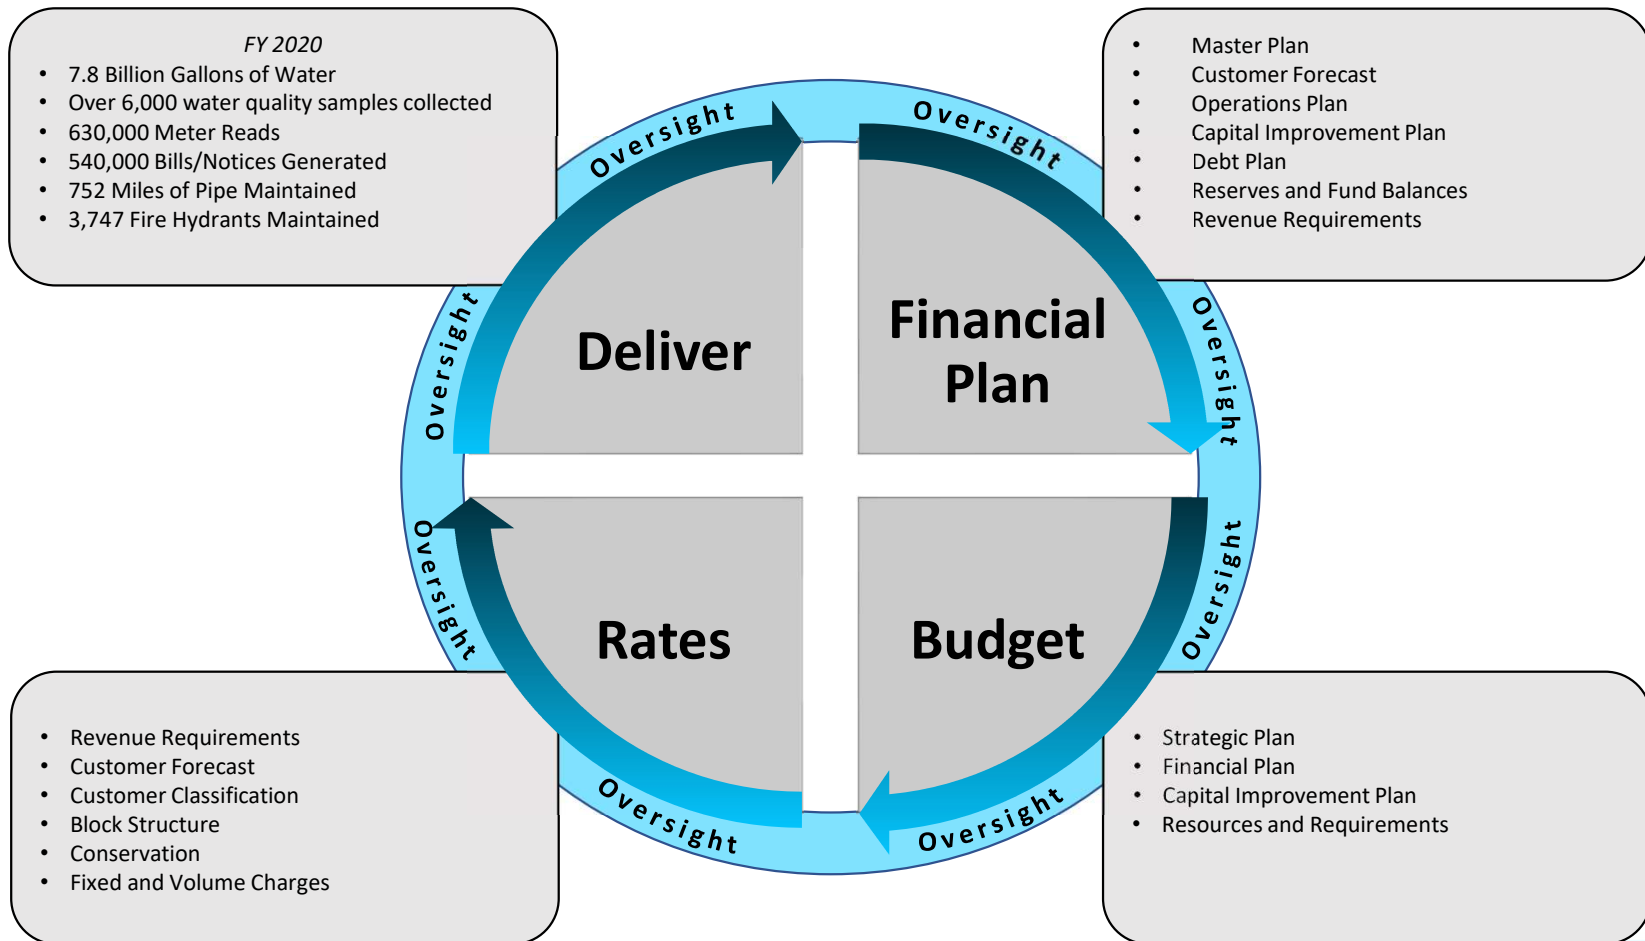 FY 2020
• 7.8 Billion Gallons of Water
• Over 6,000 water quality samples collected
• 630,000 Meter Reads
• 540,000 Bills/Notices Generated
• 752 Miles of Pipe Maintained
• 3,747 Fire Hydrants Maintained
• Master Plan
• Customer Forecast
• Operations Plan
• Capital Improvement Plan
• Debt Plan
• Reserves and Fund Balances
• Revenue Requirements
Oversight
Oversight
Oversight
Oversight
Deliver
Financial
Plan
Oversight
Oversight
Rates
Budget
Oversight
Oversight
• Revenue Requirements
• Customer Forecast
• Customer Classification
• Block Structure
• Conservation
• Fixed and Volume Charges
• Strategic Plan
• Financial Plan
• Capital Improvement Plan
• Resources and Requirements